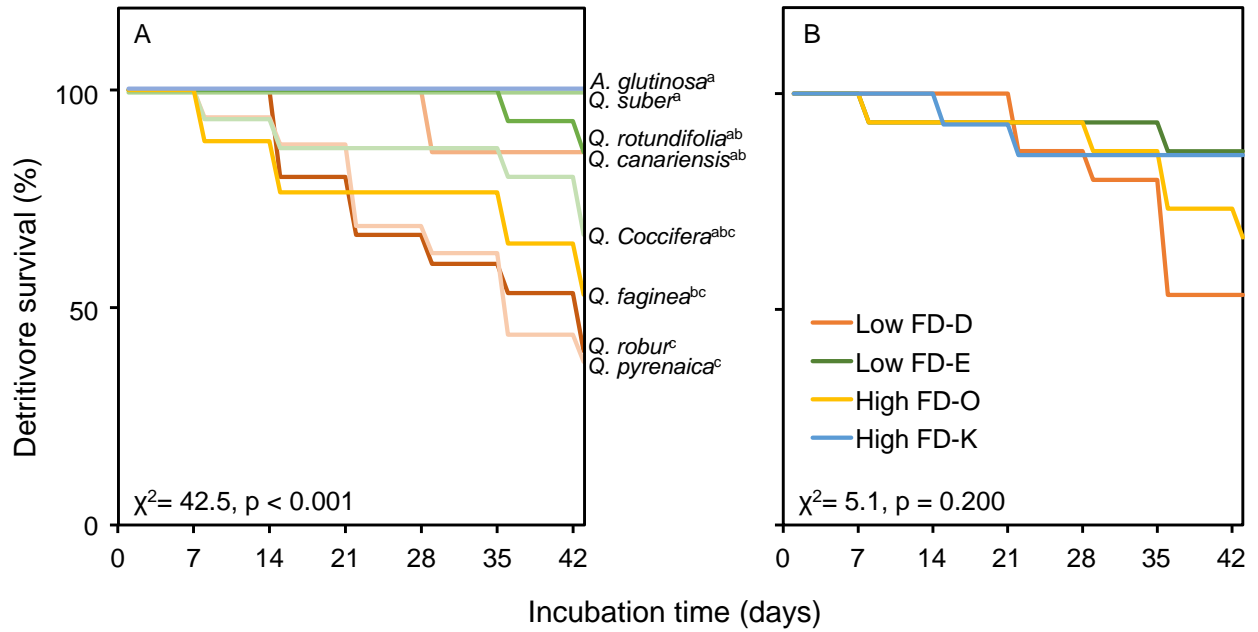 A
B
Detritivore survival (%)
100
50
0
A. glutinosaᵃ
Q. suberᵃ
Q. rotundifoliaᵃᵇ
Q. canariensisᵃᵇ
Q. Cocciferaᵃᵇᶜ
Q. fagineaᵇᶜ
Q. roburᶜ
Q. pyrenaicaᶜ
Low FD-D
Low FD-E
High FD-O
High FD-K
χ²= 42.5, p < 0.001
χ²= 5.1, p = 0.200
0 7 14 21 28 35 42
0 7 14 21 28 35 42
Incubation time (days)